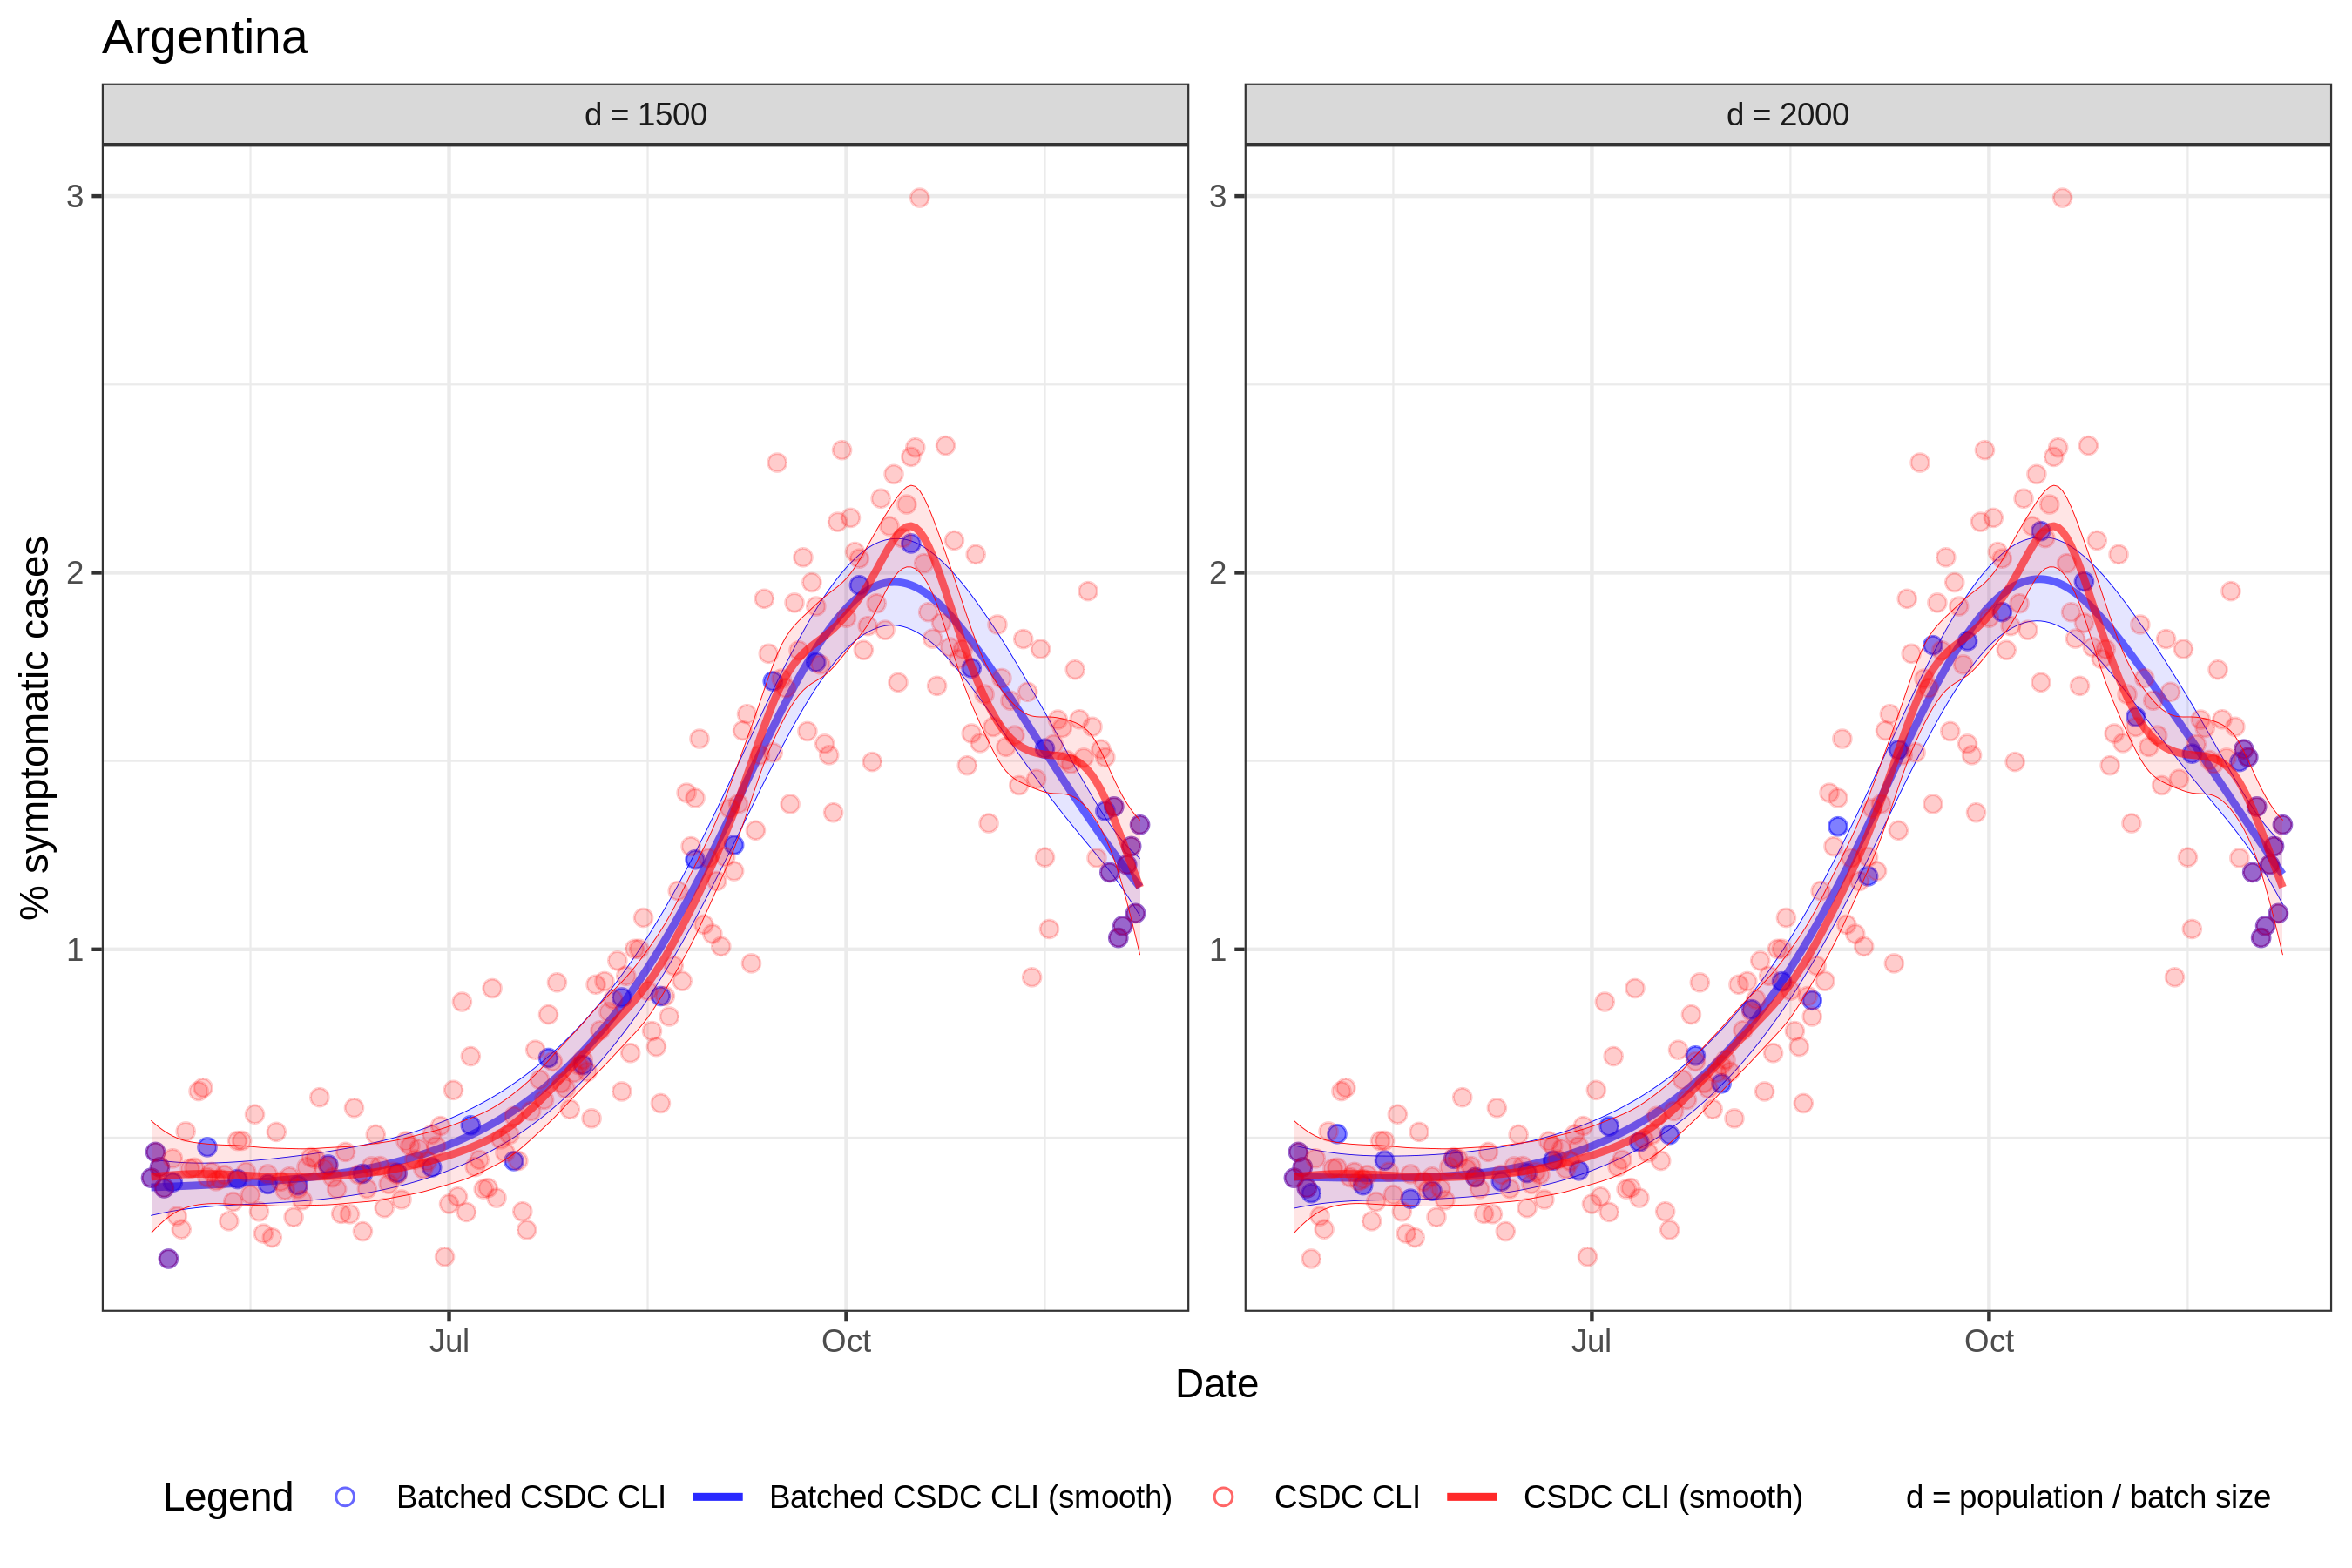 Argentina
d = 1500
d = 2000
% symptomatic cases
3
2
1
3
2
1
Jul
Oct
Jul
Oct
Date
Legend
Batched CSDC CLI
Batched CSDC CLI (smooth)
CSDC CLI
CSDC CLI (smooth)
d = population / batch size